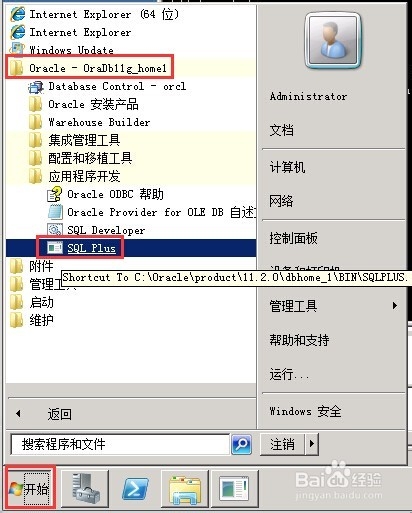 Internet Explorer (64 位)
Internet Explorer
Windows Update
Oracle - OraDb11g_home1
Database Control - orcl
Oracle 安装产品
Warehouse Builder
集成管理工具
配置和移植工具
应用程序开发
Oracle ODBC 帮助
Oracle Provider for OLE DB 自述
SQL Developer
SQL Plus
附件
Shortcut To C:\Oracle\product\11.2.0\dbhome_1\BIN\SQLPLUS.
管理工具
启动
维护
返回
搜索程序和文件
Administrator
文档
计算机
网络
控制面板
设备和打印机
管理工具
帮助和支持
运行...
Windows 安全
注销
开始
Baidu 经验
jingyan.baidu.com